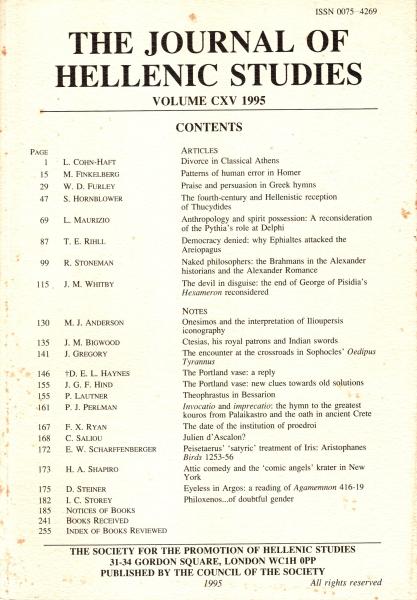 ISSN 0075-4269
THE JOURNAL OF
HELLENIC STUDIES
VOLUME CXV 1995
CONTENTS
PAGE ARTICLES
1 L. COHN-HAFT Divorce in Classical Athens
15 M. FINKELBERG Patterns of human error in Homer
29 W. D. FURLEY Praise and persuasion in Greek hymns
47 S. HORNBLOWER The fourth-century and Hellenistic reception
of Thucydides
69 L. MAURIZIO Anthropology and spirit possession: A reconsideration
of the Pythia's role at Delphi
87 T. E. RIHLL Democracy denied: why Ephialtes attacked the
Areiopagus
99 R. STONEMAN Naked philosophers: the Brahmans in the Alexander
historians and the Alexander Romance
115 J. M. WHITBY The devil in disguise: the end of George of Pisidia's
Hexameron reconsidered
NOTES
130 M. J. ANDERSON Onesimos and the interpretation of Ilioupersis
iconography
135 J. M. BIGWOOD Ctesias, his royal patrons and Indian swords
141 J. GREGORY The encounter at the crossroads in Sophocles' Oedipus
Tyrannus
146 †D. E. L. HAYNES The Portland vase: a reply
155 J. G. F. HIND The Portland vase: new clues towards old solutions
155 P. LAUTNER Theophrastus in Bessarion
161 P. J. PERLMAN Invocatio and imprecatio: the hymn to the greatest
kouros from Palaikastro and the oath in ancient Crete
167 F. X. RYAN The date of the institution of proedroi
168 C. SALIOU Julien d'Ascalon?
172 E. W. SCHARFFENBERGER Peisetaerus' 'satyric' treatment of Iris: Aristophanes
Birds 1253-56
173 H. A. SHAPIRO Attic comedy and the 'comic angels' krater in New
York
175 D. STEINER Eyeless in Argos: a reading of Agamemnon 416-19
182 I. C. STOREY Philoxenos...of doubtful gender
185 NOTICES OF BOOKS
241 BOOKS RECEIVED
255 INDEX OF BOOKS REVIEWED
THE SOCIETY FOR THE PROMOTION OF HELLENIC STUDIES
31-34 GORDON SQUARE, LONDON WC1H 0PP
PUBLISHED BY THE COUNCIL OF THE SOCIETY
1995 All rights reserved